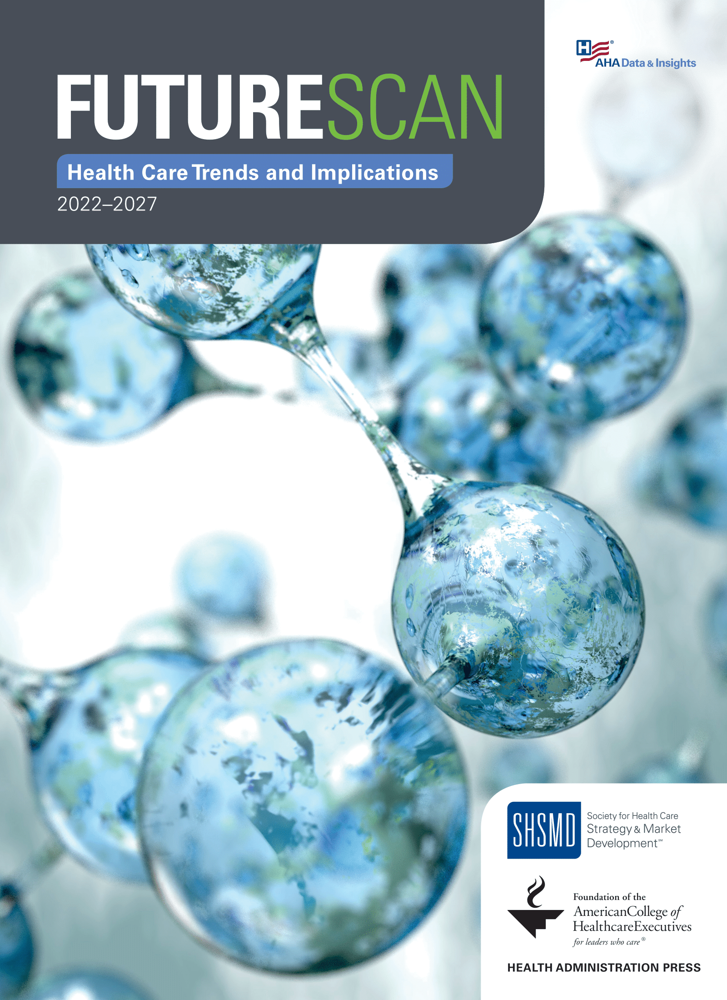 H®
AHA Data & Insights
FUTURESCAN
Health Care Trends and Implications
2022–2027
SHSMD
Society for Health Care
Strategy & Market
Development℠
Foundation of the
AmericanCollege of
HealthcareExecutives
for leaders who care®
HEALTH ADMINISTRATION PRESS